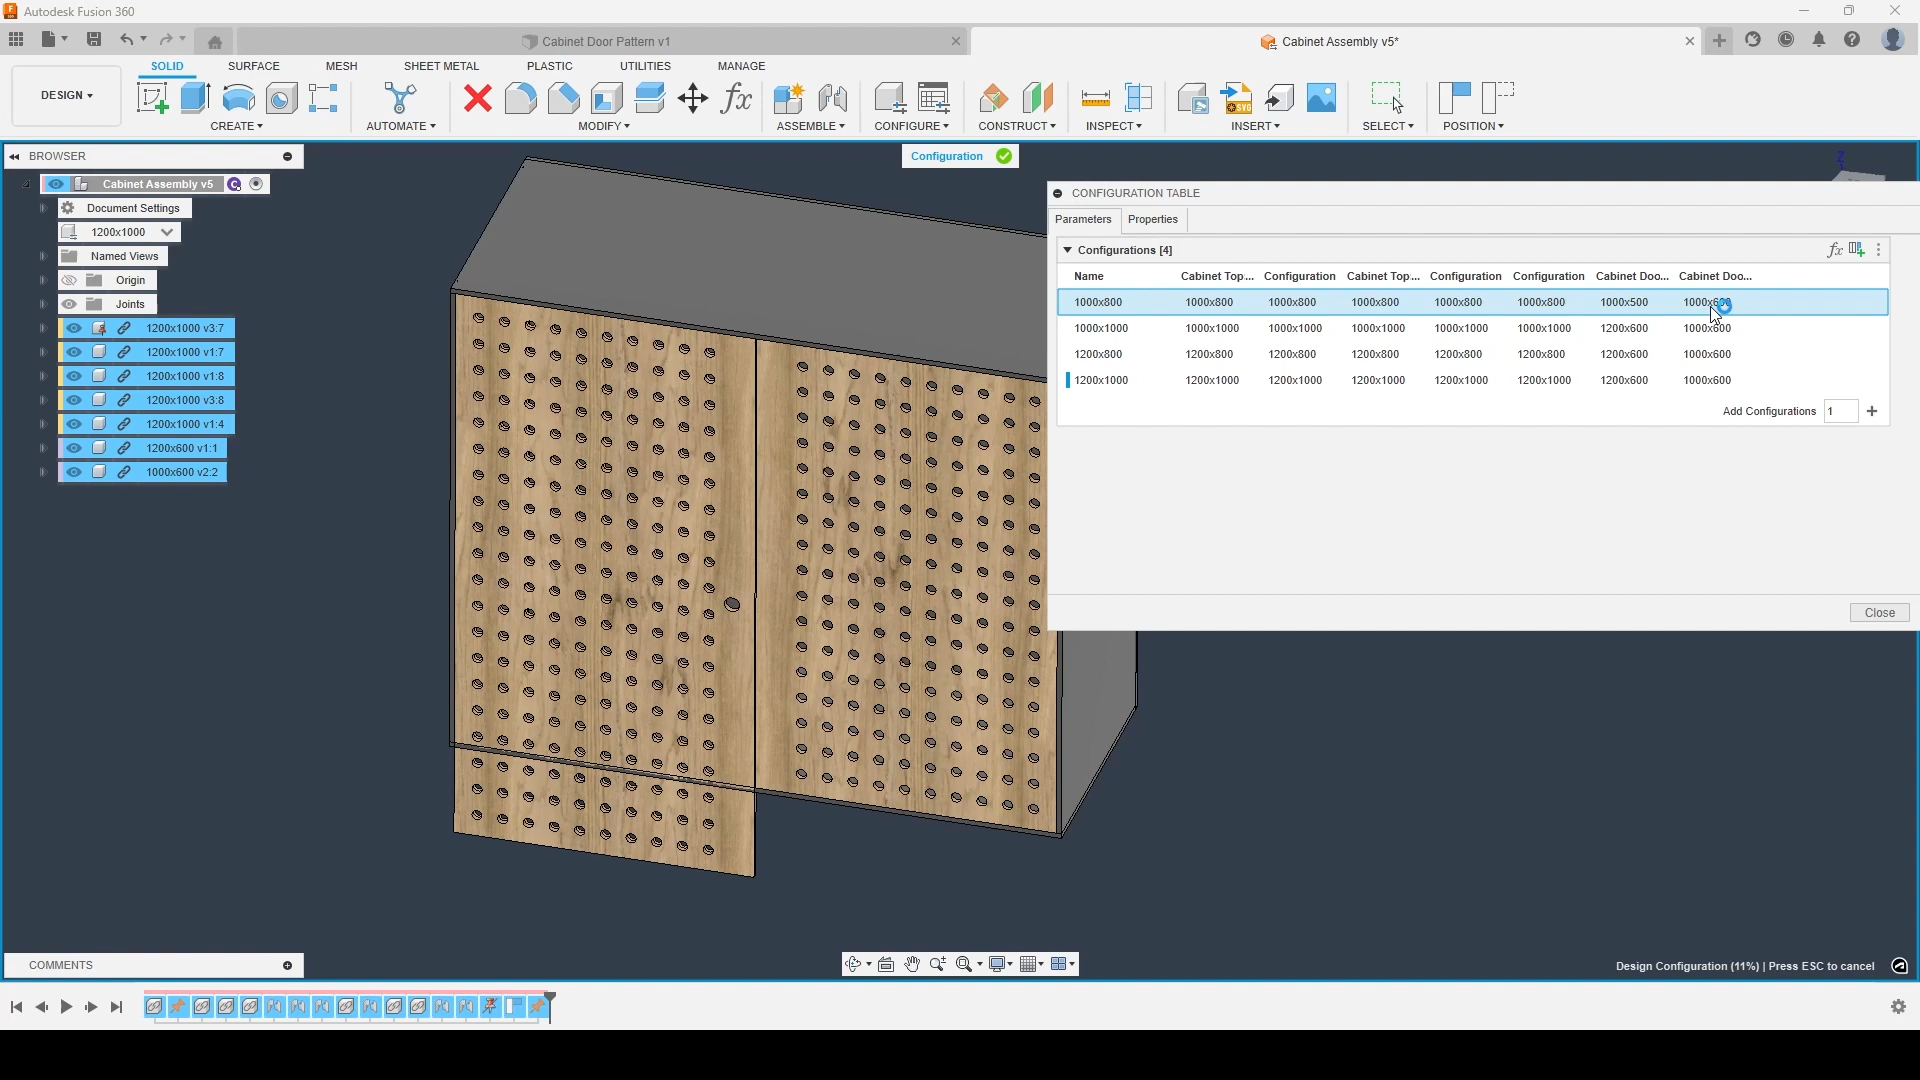 Autodesk Fusion 360
Cabinet Door Pattern v1
Cabinet Assembly v5*
DESIGN
SOLID
SURFACE
MESH
SHEET METAL
PLASTIC
UTILITIES
MANAGE
CREATE
AUTOMATE
MODIFY
ASSEMBLE
CONFIGURE
CONSTRUCT
INSPECT
INSERT
SELECT
POSITION
BROWSER
Configuration
Cabinet Assembly v5
Document Settings
1200x1000
Named Views
Origin
Joints
1200x1000 v3:7
1200x1000 v1:7
1200x1000 v1:8
1200x1000 v3:8
1200x1000 v1:4
1200x600 v1:1
1000x600 v2:2
CONFIGURATION TABLE
Parameters Properties
Configurations [4]
Name Cabinet Top... Configuration Cabinet Top... Configuration Configuration Cabinet Doo... Cabinet Doo...
1000x800 1000x800 1000x800 1000x800 1000x800 1000x800 1000x500
1000x1000 1000x1000 1000x1000 1000x1000 1000x1000 1000x1000 1200x600 1000x600
1200x800 1200x800 1200x800 1200x800 1200x800 1200x800 1200x600 1000x600
1200x1000 1200x1000 1200x1000 1200x1000 1200x1000 1200x1000 1200x600 1000x600
Add Configurations 1
Close
COMMENTS
Design Configuration (11%) | Press ESC to cancel